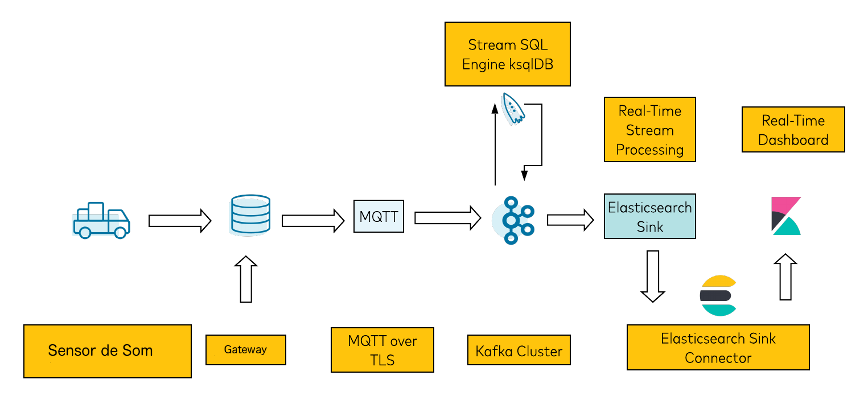 Stream SQL
Engine ksqlDB
Real-Time
Stream
Processing
Real-Time
Dashboard
MQTT
Elasticsearch
Sink
Sensor de Som
Gateway
MQTT over
TLS
Kafka Cluster
Elasticsearch Sink
Connector